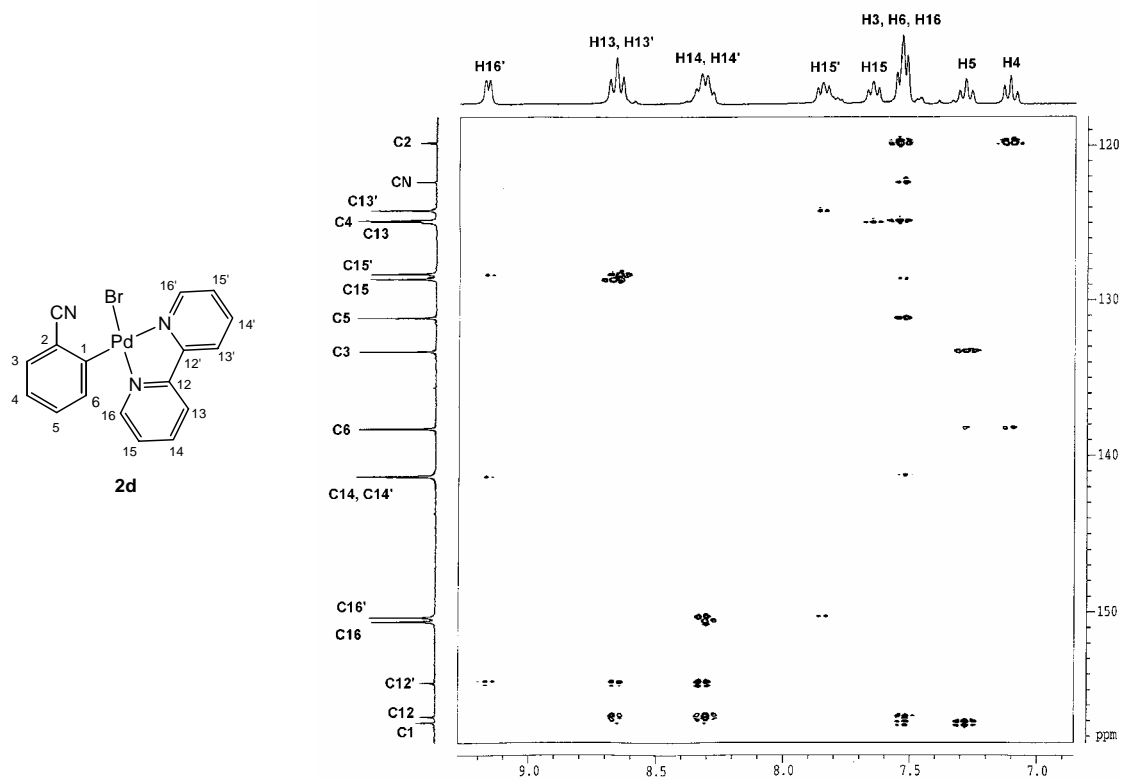 H3, H6, H16
H16'
H13, H13'
H14, H14'
H15'
H15
H5
H4
C2
CN
C13'
C4
C13
C15'
C15
C5
C3
C6
C14, C14'
C16'
C16
C12'
C12
C1
120
130
140
150
ppm
9.0
8.5
8.0
7.5
7.0
CN
Br
16'
15'
2
N
14'
Pd
3
1
13'
12'
N
12
4
6
16
13
5
15
14
2d